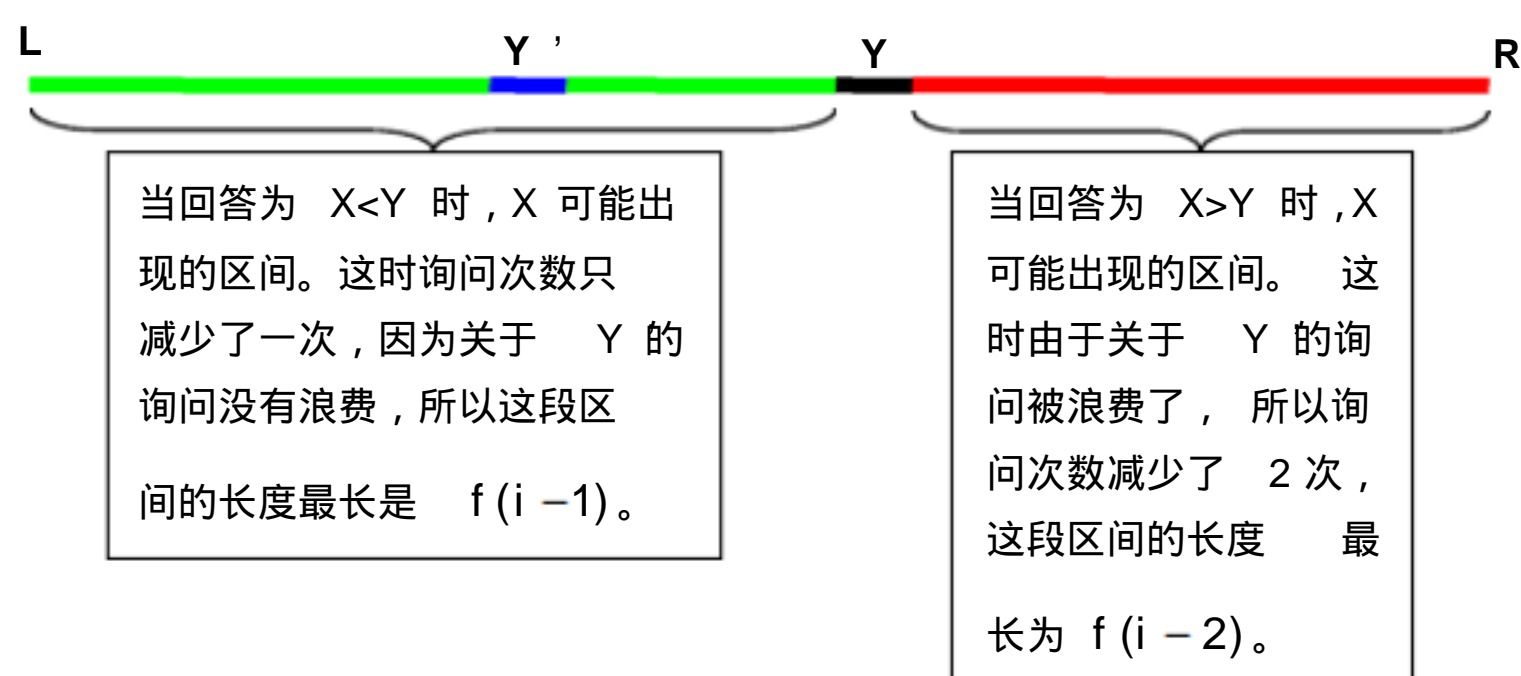 L Y ’ Y R
当回答为 X<Y 时，X 可能出
现的区间。这时询问次数只
减少了一次，因为关于 Y 的
询问没有浪费，所以这段区
间的长度最长是 f (i −1) 。
当回答为 X>Y 时，X
可能出现的区间。 这
时由于关于 Y ’的询
问被浪费了， 所以询
问次数减少了 2 次，
这段区间的长度 最
长为 f (i − 2) 。